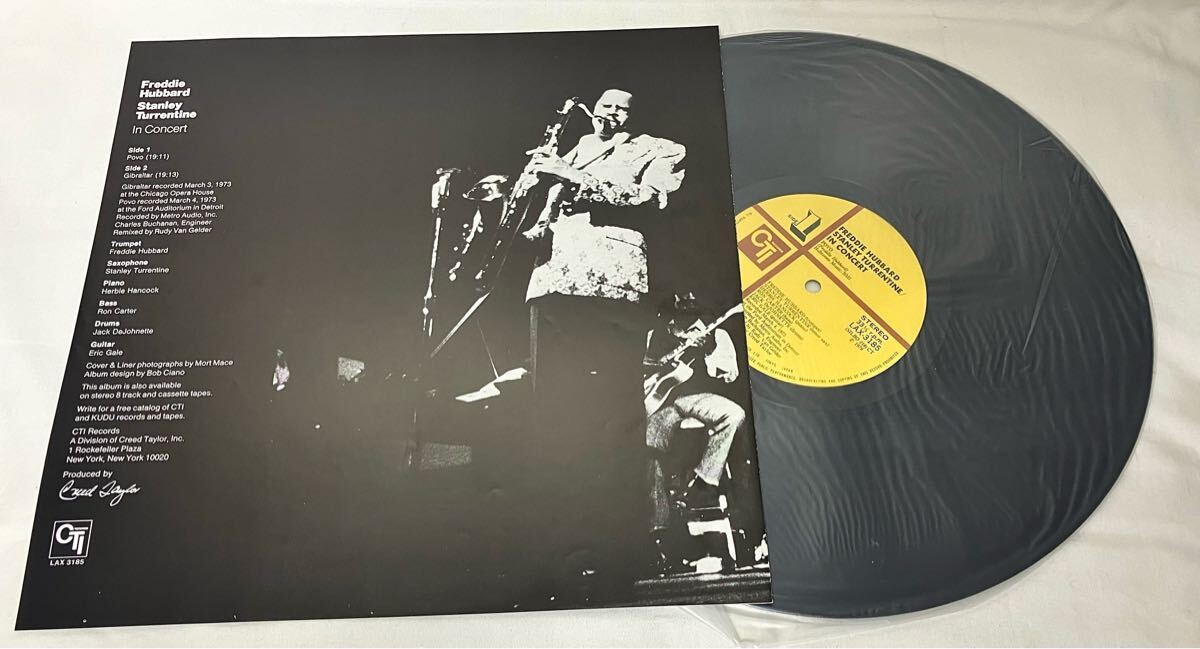 Freddie
Hubbard
Stanley
Turrentine
In Concert
Side 1
Povo (19:11)
Side 2
Gibraltar (19:13)
Gibraltar recorded March 3, 1973
at the Chicago Opera House
Povo recorded March 4, 1973
at the Ford Auditorium in Detroit
Recorded by Metro Audio, Inc.
Charles Buchanan, Engineer
Remixed by Rudy Van Gelder
Trumpet
Freddie Hubbard
Saxophone
Stanley Turrentine
Piano
Herbie Hancock
Bass
Ron Carter
Drums
Jack DeJohnette
Guitar
Eric Gale
Cover & Liner photographs by Mort Mace
Album design by Bob Ciano
This album is also available
on stereo 8 track and cassette tapes.
Write for a free catalog of CTI
and KUDU records and tapes.
CTI Records
A Division of Creed Taylor, Inc.
1 Rockefeller Plaza
New York, New York 10020
Produced by
Creed Taylor
CTI
LAX 3185
SIDE 1
CTI
FREDDIE HUBBARD/
STANLEY TURRENTINE
IN CONCERT
STEREO
33 1/3 r.p.m.
LAX-3185